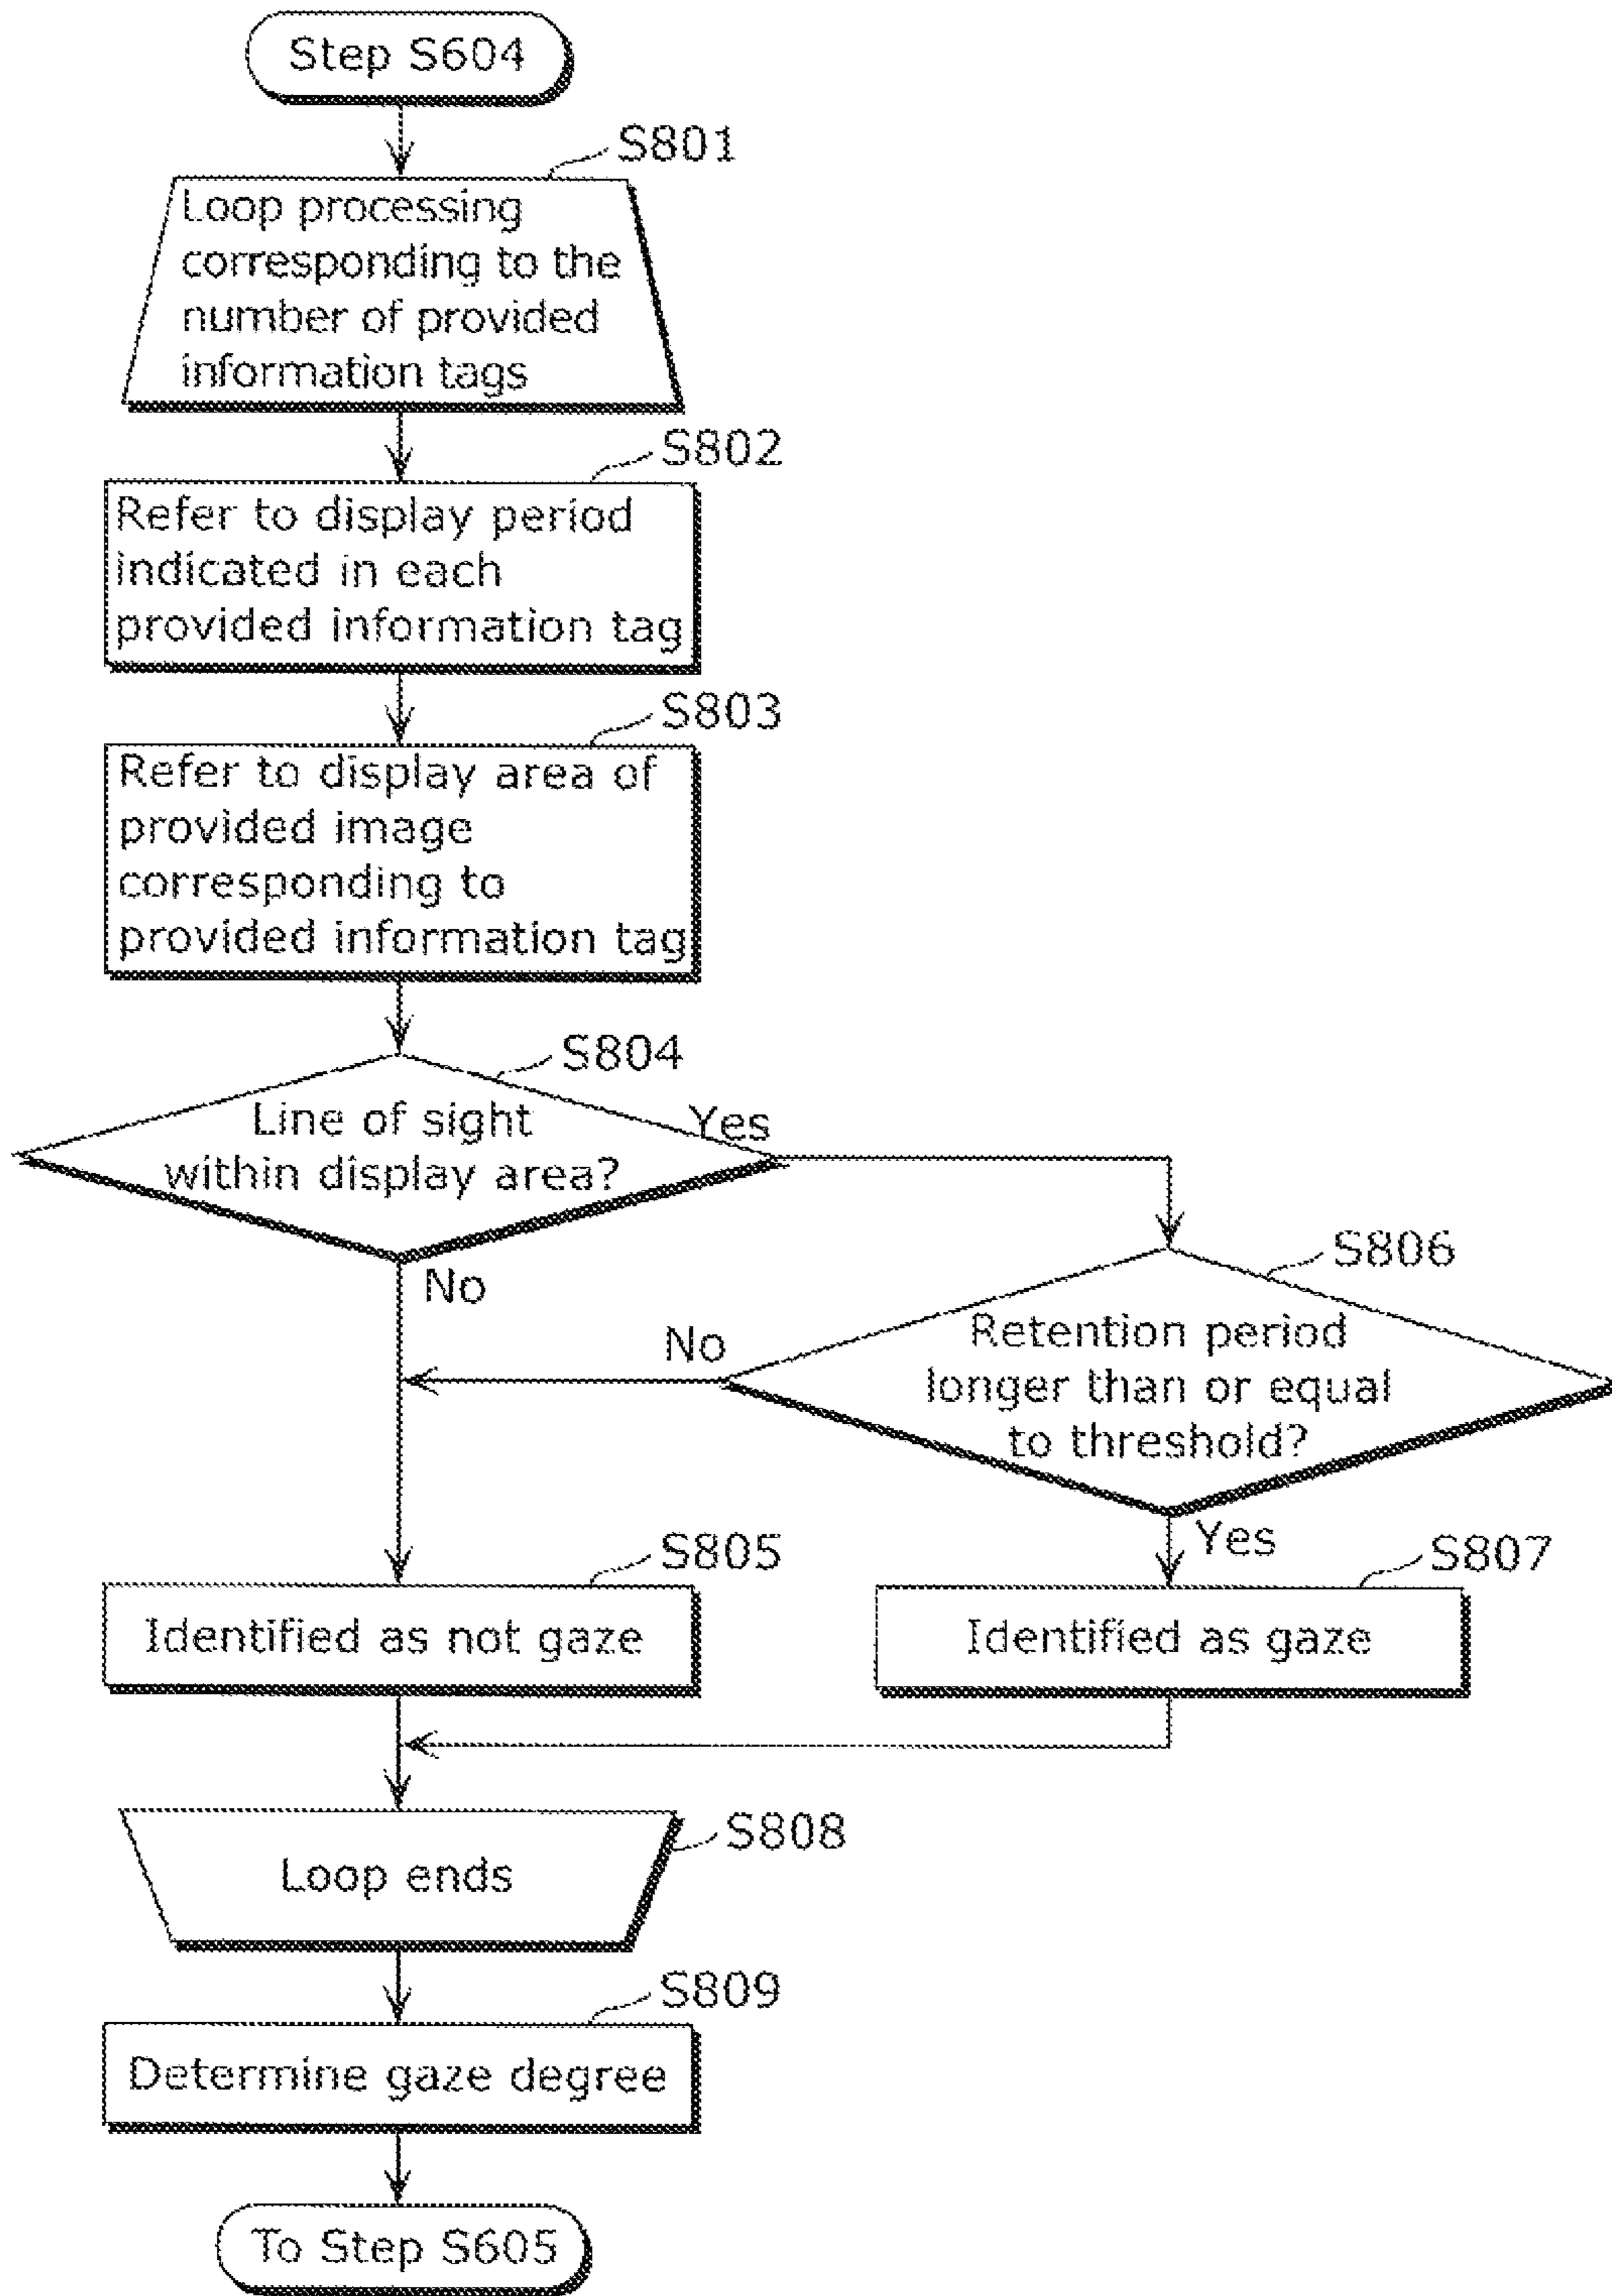 Step S604
S801
Loop processing
corresponding to the
number of provided
information tags
S802
Refer to display period
indicated in each
provided information tag
S803
Refer to display area of
provided image
corresponding to
provided information tag
S804
Line of sight
within display area?
Yes
No
S806
Retention period
longer than or equal
to threshold?
No
Yes
S805
Identified as not gaze
S807
Identified as gaze
S808
Loop ends
S809
Determine gaze degree
To Step S605